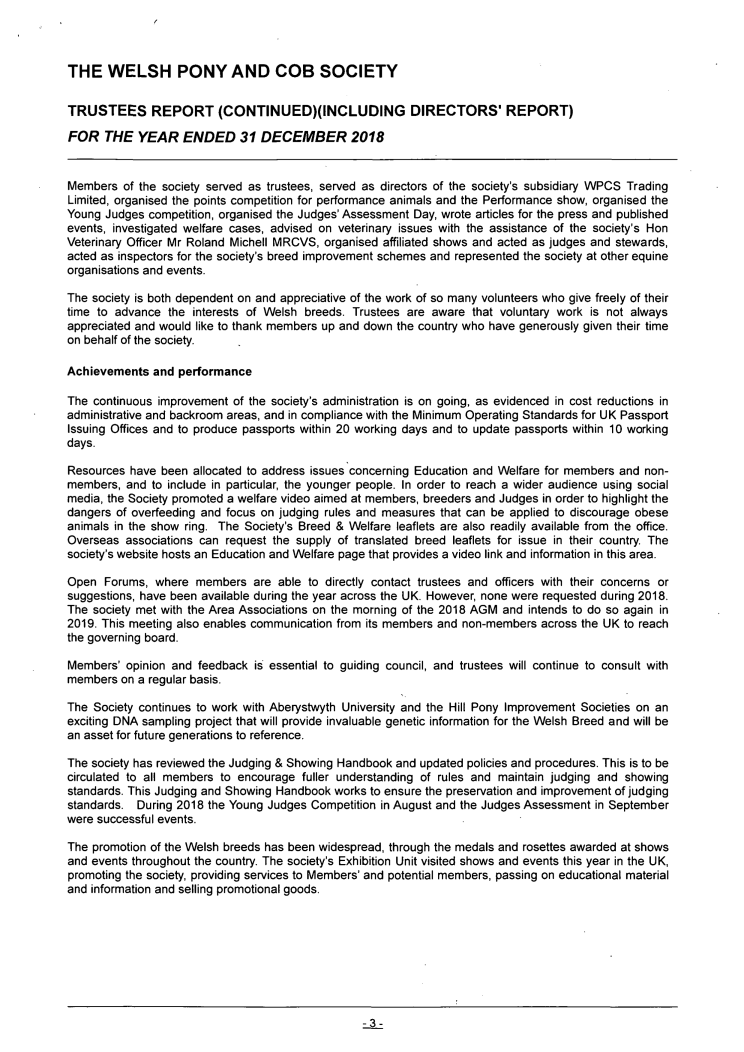 THE WELSH PONY AND COB SOCIETY
TRUSTEES REPORT (CONTINUED)(INCLUDING DIRECTORS' REPORT)
FOR THE YEAR ENDED 31 DECEMBER 2018
Members of the society served as trustees, served as directors of the society's subsidiary WPCS Trading
Limited, organised the points competition for performance animals and the Performance show, organised the
Young Judges competition, organised the Judges' Assessment Day, wrote articles for the press and published
events, investigated welfare cases, advised on veterinary issues with the assistance of the society's Hon
Veterinary Officer Mr Roland Michell MRCVS, organised affiliated shows and acted as judges and stewards,
acted as inspectors for the society's breed improvement schemes and represented the society at other equine
organisations and events.
The society is both dependent on and appreciative of the work of so many volunteers who give freely of their
time to advance the interests of Welsh breeds. Trustees are aware that voluntary work is not always
appreciated and would like to thank members up and down the country who have generously given their time
on behalf of the society.
Achievements and performance
The continuous improvement of the society's administration is on going, as evidenced in cost reductions in
administrative and backroom areas, and in compliance with the Minimum Operating Standards for UK Passport
Issuing Offices and to produce passports within 20 working days and to update passports within 10 working
days.
Resources have been allocated to address issues concerning Education and Welfare for members and non-
members, and to include in particular, the younger people. In order to reach a wider audience using social
media, the Society promoted a welfare video aimed at members, breeders and Judges in order to highlight the
dangers of overfeeding and focus on judging rules and measures that can be applied to discourage obese
animals in the show ring. The Society's Breed & Welfare leaflets are also readily available from the office.
Overseas associations can request the supply of translated breed leaflets for issue in their country. The
society's website hosts an Education and Welfare page that provides a video link and information in this area.
Open Forums, where members are able to directly contact trustees and officers with their concerns or
suggestions, have been available during the year across the UK. However, none were requested during 2018.
The society met with the Area Associations on the morning of the 2018 AGM and intends to do so again in
2019. This meeting also enables communication from its members and non-members across the UK to reach
the governing board.
Members' opinion and feedback is essential to guiding council, and trustees will continue to consult with
members on a regular basis.
The Society continues to work with Aberystwyth University and the Hill Pony Improvement Societies on an
exciting DNA sampling project that will provide invaluable genetic information for the Welsh Breed and will be
an asset for future generations to reference.
The society has reviewed the Judging & Showing Handbook and updated policies and procedures. This is to be
circulated to all members to encourage fuller understanding of rules and maintain judging and showing
standards. This Judging and Showing Handbook works to ensure the preservation and improvement of judging
standards. During 2018 the Young Judges Competition in August and the Judges Assessment in September
were successful events.
The promotion of the Welsh breeds has been widespread, through the medals and rosettes awarded at shows
and events throughout the country. The society's Exhibition Unit visited shows and events this year in the UK,
promoting the society, providing services to Members' and potential members, passing on educational material
and information and selling promotional goods.
- 3 -